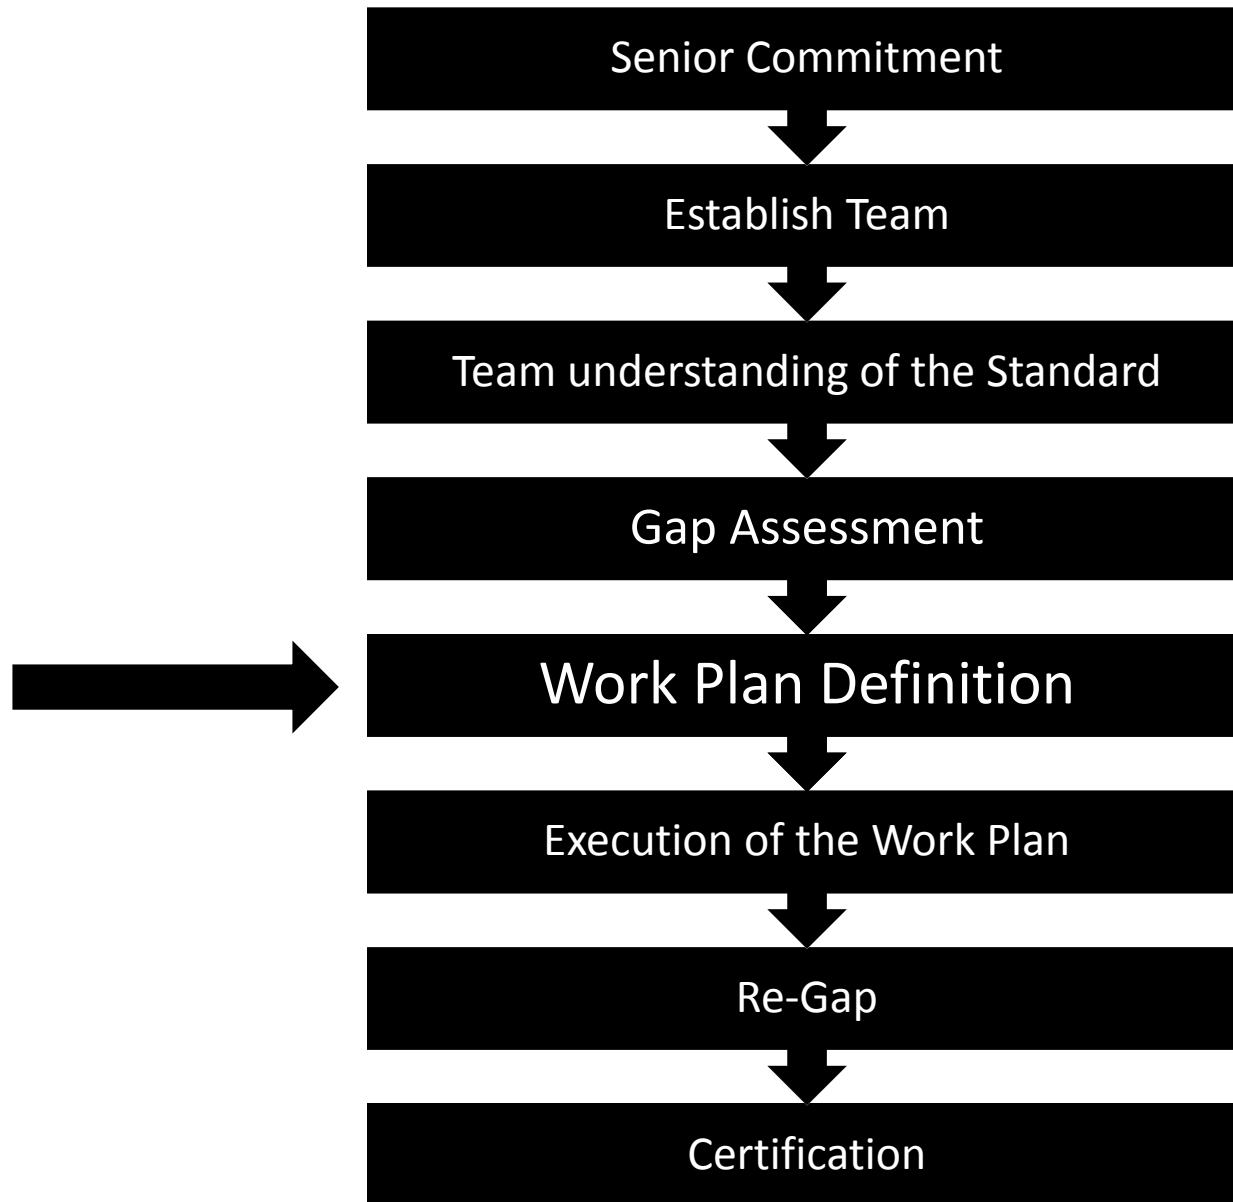 Senior Commitment
Establish Team
Team understanding of the Standard
Gap Assessment
Work Plan Definition
Execution of the Work Plan
Re-Gap
Certification